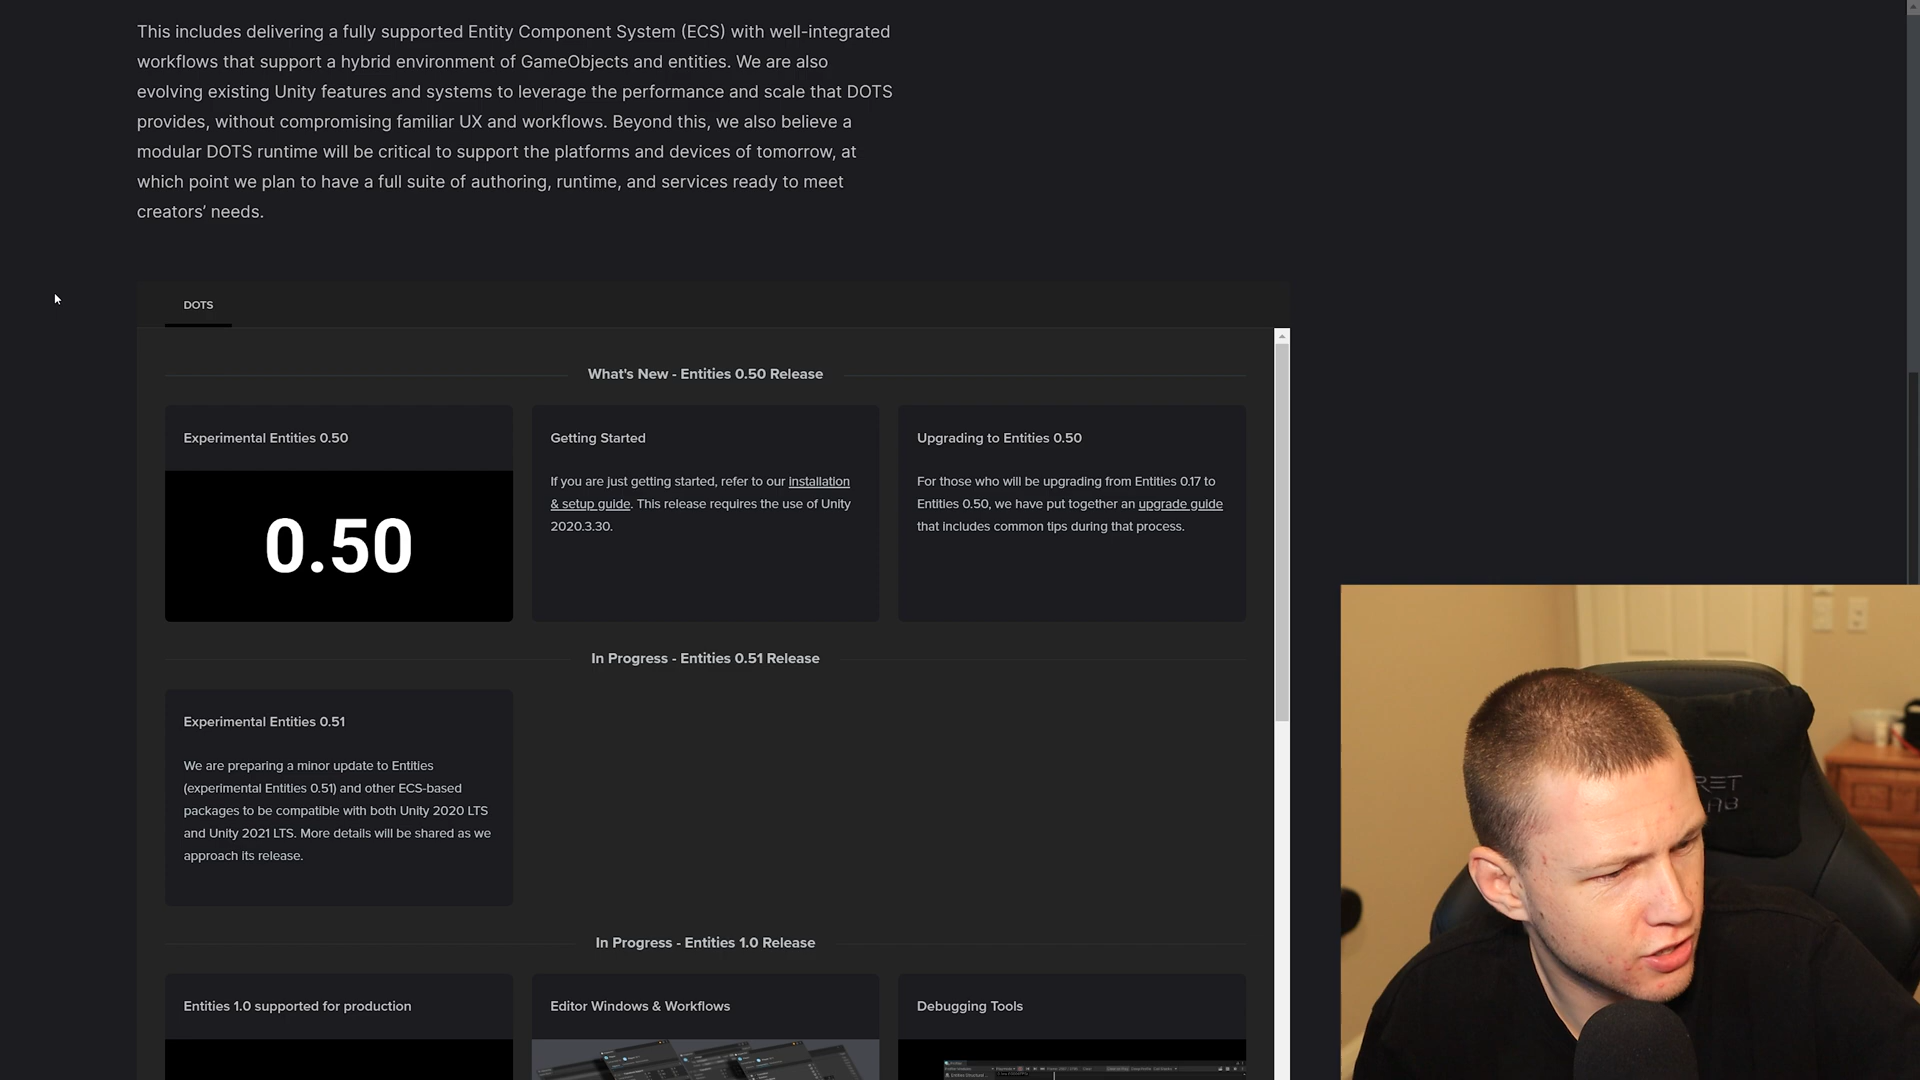 This includes delivering a fully supported Entity Component System (ECS) with well-integrated
workflows that support a hybrid environment of GameObjects and entities. We are also
evolving existing Unity features and systems to leverage the performance and scale that DOTS
provides, without compromising familiar UX and workflows. Beyond this, we also believe a
modular DOTS runtime will be critical to support the platforms and devices of tomorrow, at
which point we plan to have a full suite of authoring, runtime, and services ready to meet
creators’ needs.
DOTS
What's New - Entities 0.50 Release
Experimental Entities 0.50
0.50
Getting Started
If you are just getting started, refer to our installation
& setup guide. This release requires the use of Unity
2020.3.30.
Upgrading to Entities 0.50
For those who will be upgrading from Entities 0.17 to
Entities 0.50, we have put together an upgrade guide
that includes common tips during that process.
In Progress - Entities 0.51 Release
Experimental Entities 0.51
We are preparing a minor update to Entities
(experimental Entities 0.51) and other ECS-based
packages to be compatible with both Unity 2020 LTS
and Unity 2021 LTS. More details will be shared as we
approach its release.
In Progress - Entities 1.0 Release
Entities 1.0 supported for production
Editor Windows & Workflows
Debugging Tools